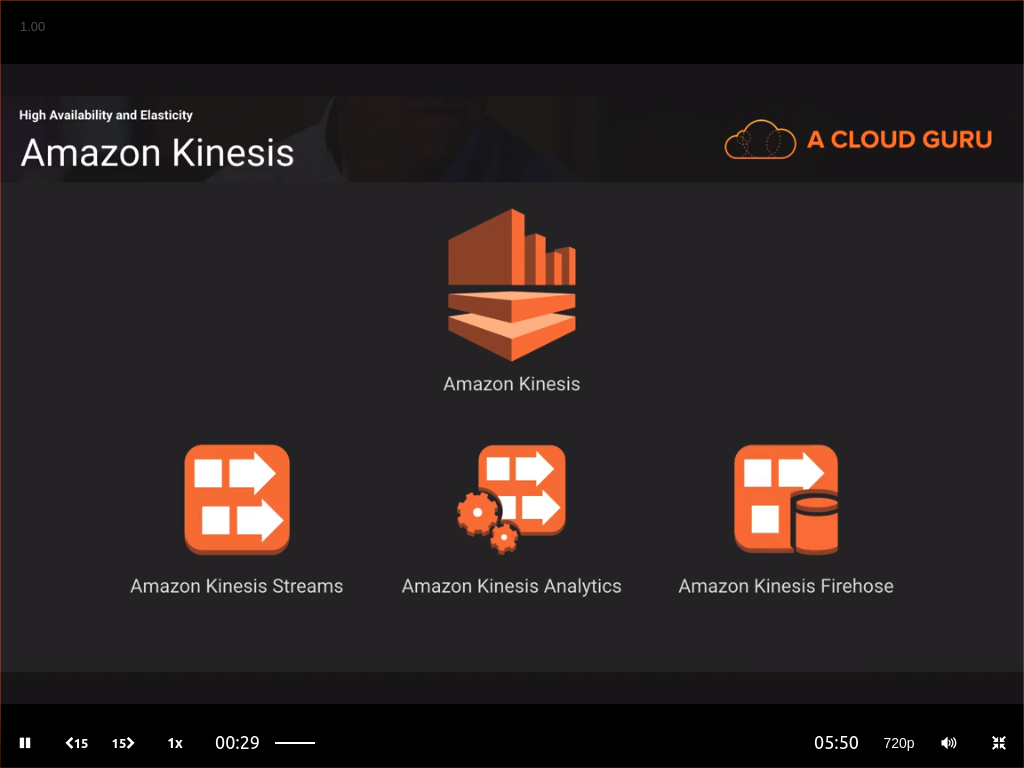 1.00
High Availability and Elasticity
Amazon Kinesis
A CLOUD GURU
Amazon Kinesis
Amazon Kinesis Streams
Amazon Kinesis Analytics
Amazon Kinesis Firehose
15 15 1x 00:29 05:50 720p